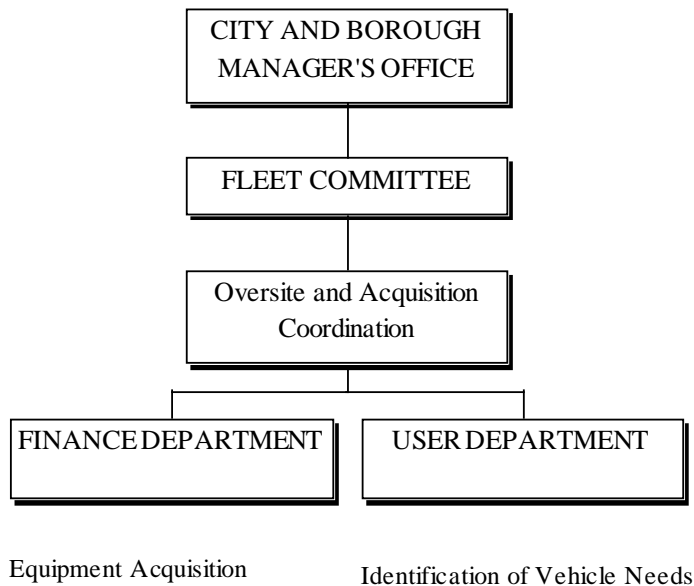 CITY AND BOROUGH
MANAGER'S OFFICE
FLEET COMMITTEE
Oversite and Acquisition
Coordination
FINANCE DEPARTMENT
USER DEPARTMENT
Equipment Acquisition
Identification of Vehicle Needs